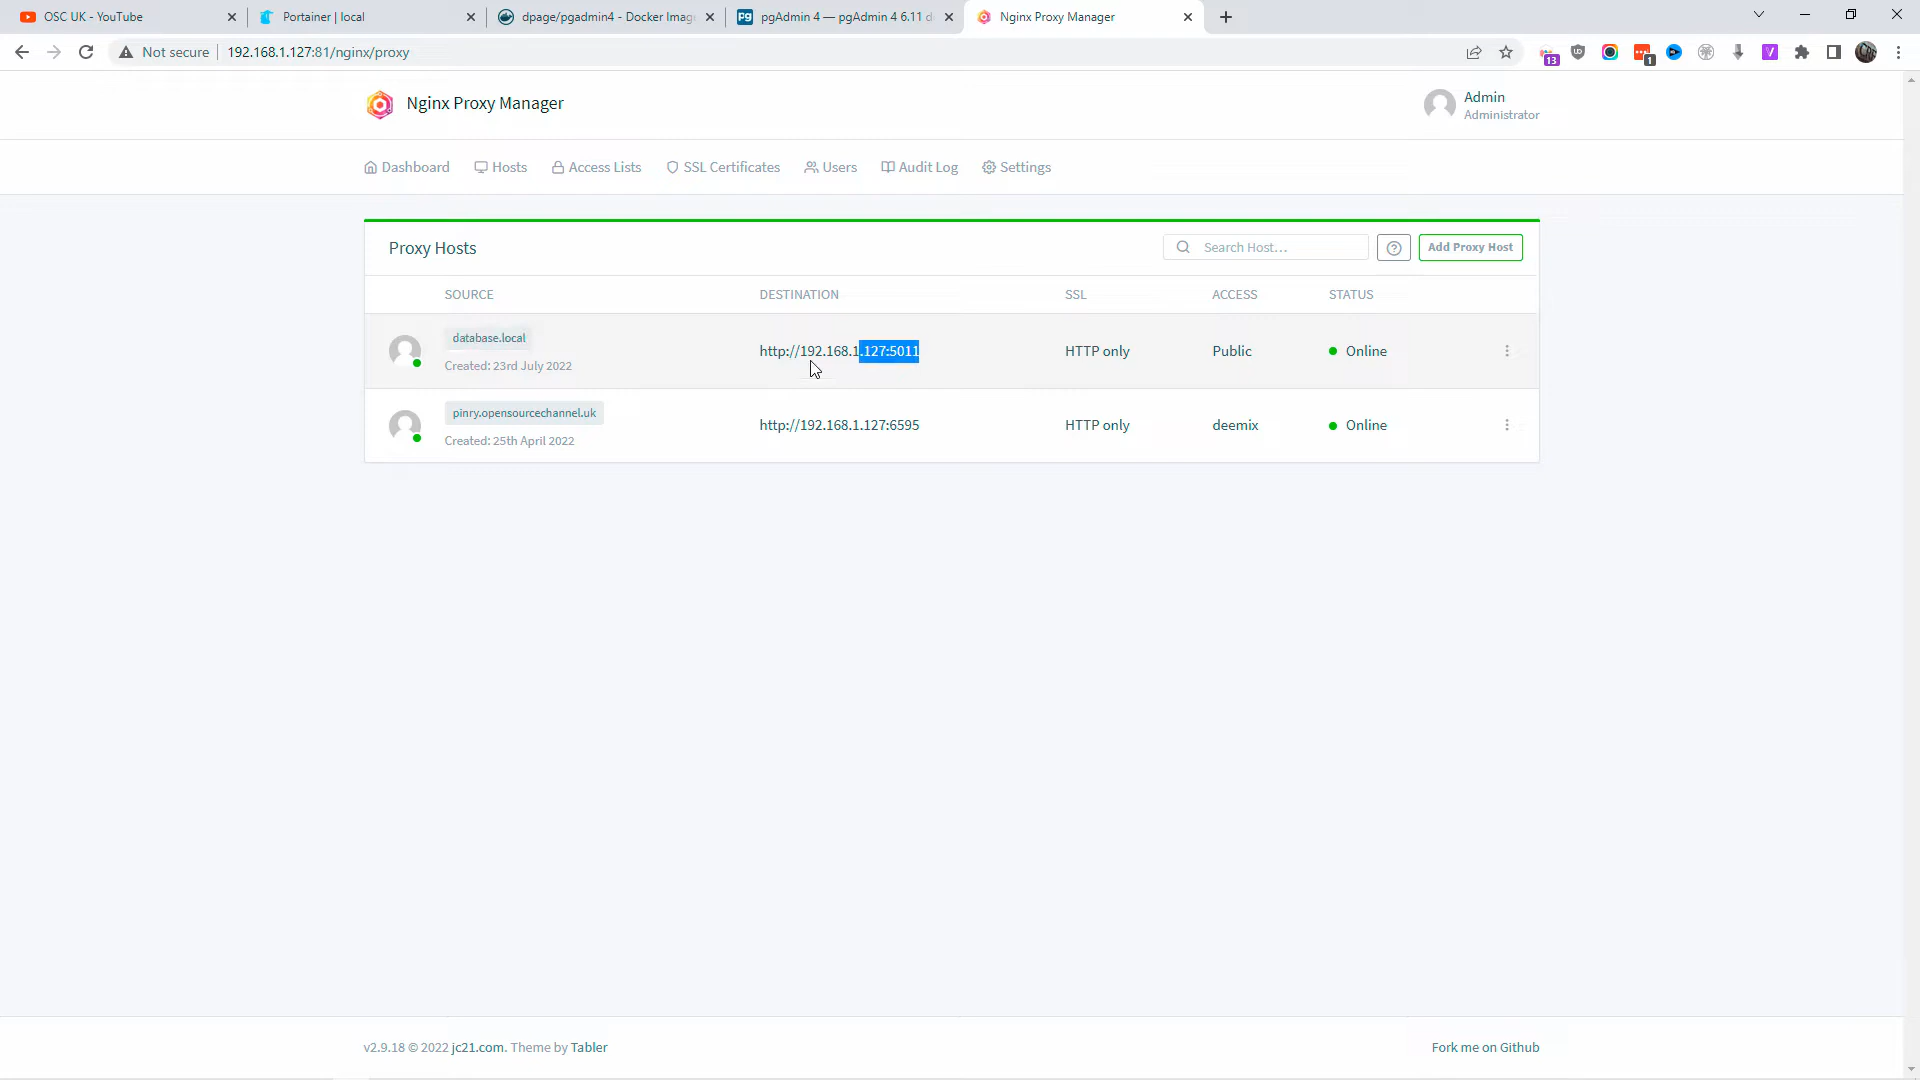 OSC UK - YouTube
Portainer | local
dpage/pgadmin4 - Docker Imag
pgAdmin 4 — pgAdmin 4 6.11 d
Nginx Proxy Manager
Not secure
192.168.1.127:81/nginx/proxy
13
1
Nginx Proxy Manager
Admin
Administrator
Dashboard
Hosts
Access Lists
SSL Certificates
Users
Audit Log
Settings
Proxy Hosts
Search Host...
Add Proxy Host
SOURCE
DESTINATION
SSL
ACCESS
STATUS
database.local
http://192.168.1.127:5011
HTTP only
Public
Online
Created: 23rd July 2022
pinry.opensourcechannel.uk
http://192.168.1.127:6595
HTTP only
deemix
Online
Created: 25th April 2022
v2.9.18 © 2022 jc21.com. Theme by Tabler
Fork me on Github